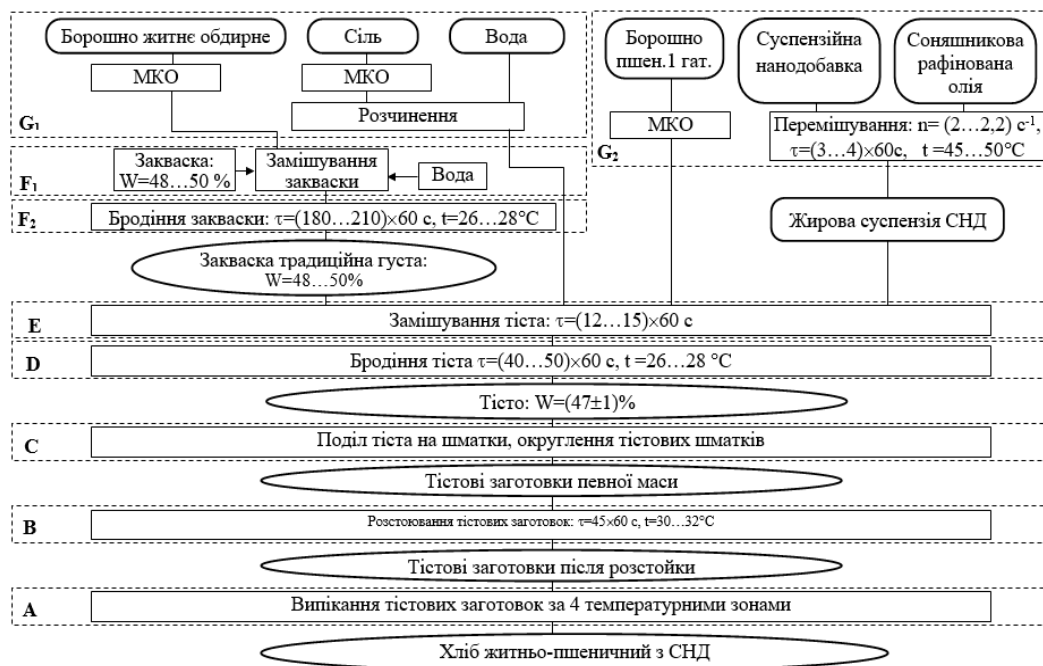 Борошно житнє обдирне
Сіль
Вода
МКО
МКО
Розчинення
G₁
Борошно
пшен.1 гат.
Суспензійна
нанодобавка
Соняшникова
рафінована
олія
МКО
G₂
Перемішування: n= (2…2,2) c⁻¹,
τ=(3…4)×60с, t =45…50°C
F₁
Закваска:
W=48…50 %
Замішування
закваски
Вода
F₂
Бродіння закваски: τ=(180…210)×60 с, t=26…28°C
Жирова суспензія СНД
Закваска традиційна густа:
W=48…50%
E
Замішування тіста: τ=(12…15)×60 с
D
Бродіння тіста τ=(40…50)×60 с, t =26…28 °C
Тісто: W=(47±1)%
C
Поділ тіста на шматки, округлення тістових шматків
Тістові заготовки певної маси
B
Розстоювання тістових заготовок: τ=45×60 с, t=30…32°C
Тістові заготовки після розстойки
A
Випікання тістових заготовок за 4 температурними зонами
Хліб житньо-пшеничний з СНД